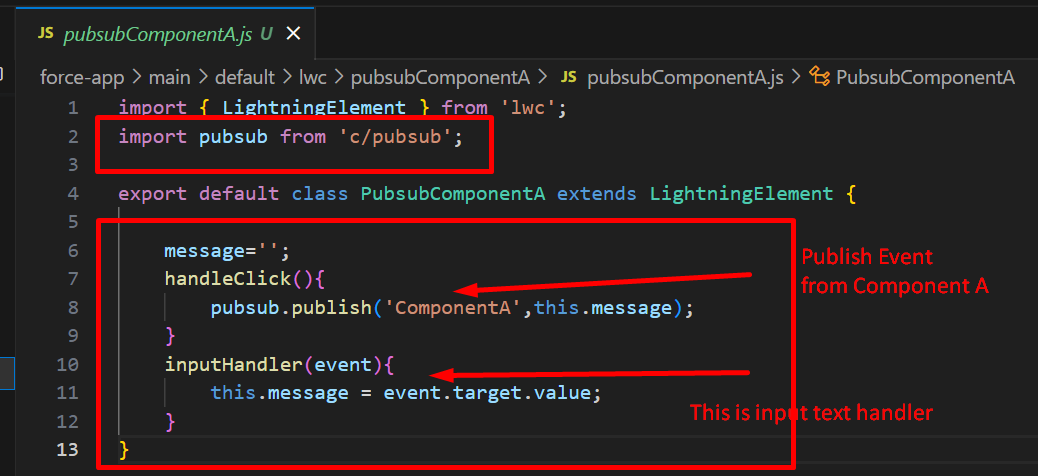 JS pubsubComponentA.js U ×
force-app > main > default > lwc > pubsubComponentA > JS pubsubComponentA.js > PubsubComponentA
1 import { LightningElement } from 'lwc';
2 import pubsub from 'c/pubsub';
3
4 export default class PubsubComponentA extends LightningElement {
5
6 message='';
7 handleClick(){
8 pubsub.publish('ComponentA',this.message);
9 }
10 inputHandler(event){
11 this.message = event.target.value;
12 }
13 }
Publish Event
from Component A
This is input text handler